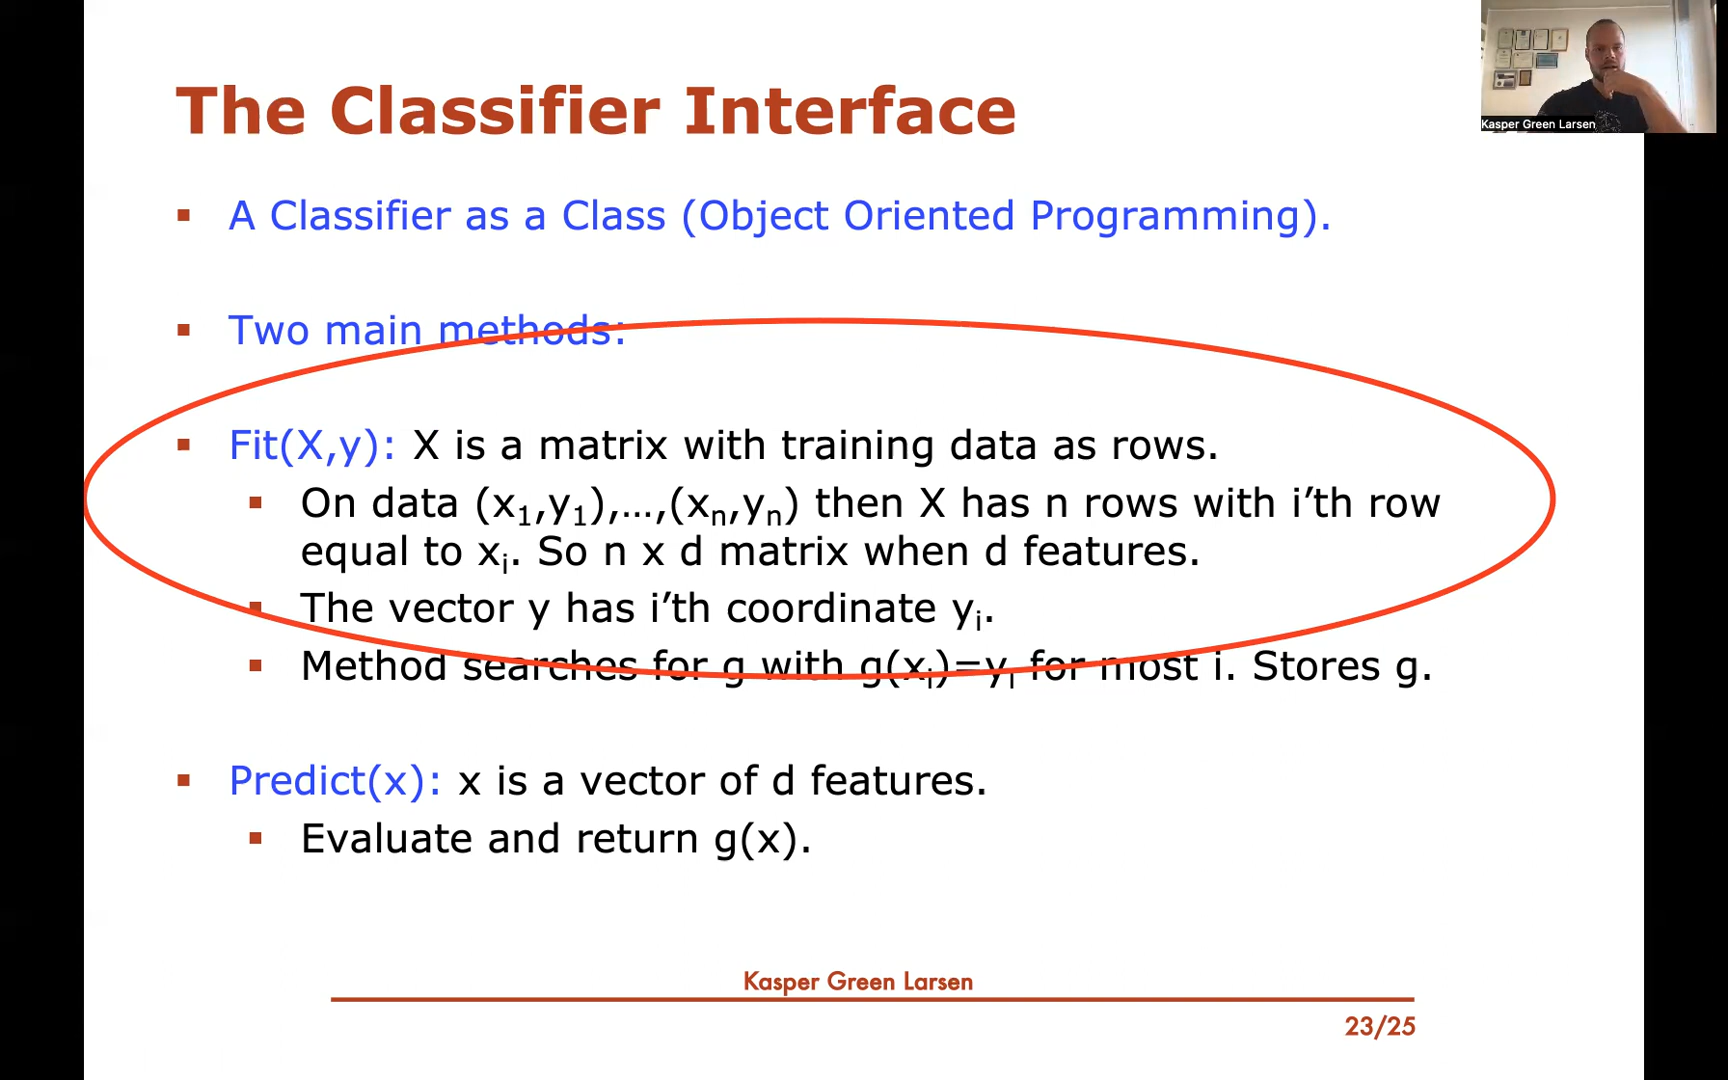 The Classifier Interface
Kasper Green Larsen
▪ A Classifier as a Class (Object Oriented Programming).
▪ Two main methods:
▪ Fit(X,y): X is a matrix with training data as rows.
▪ On data (x₁,y₁),…,(xₙ,yₙ) then X has n rows with i’th row
equal to xᵢ. So n x d matrix when d features.
▪ The vector y has i’th coordinate yᵢ.
▪ Method searches for g with g(xᵢ)=yᵢ for most i. Stores g.
▪ Predict(x): x is a vector of d features.
▪ Evaluate and return g(x).
Kasper Green Larsen
23/25